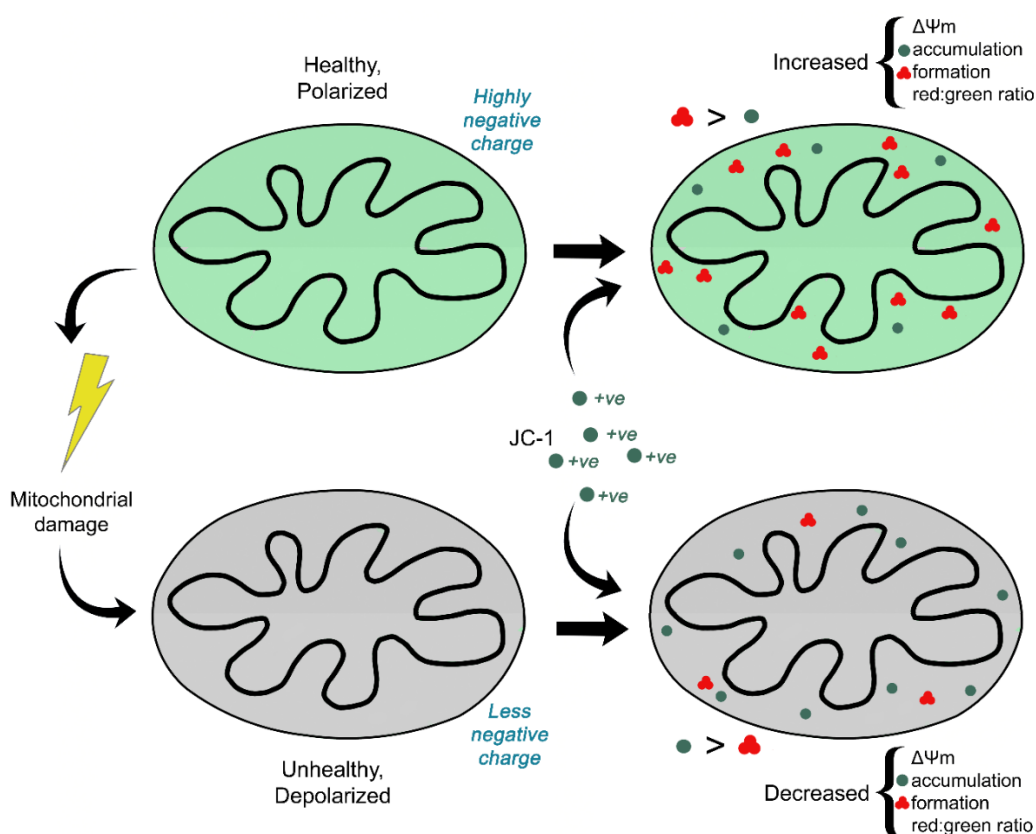 Healthy,
Polarized
Highly
negative
charge
Increased
ΔΨm
accumulation
formation
red:green ratio
>
Mitochondrial
damage
JC-1
+ve
+ve
+ve
+ve
+ve
Unhealthy,
Depolarized
Less
negative
charge
>
Decreased
ΔΨm
accumulation
formation
red:green ratio